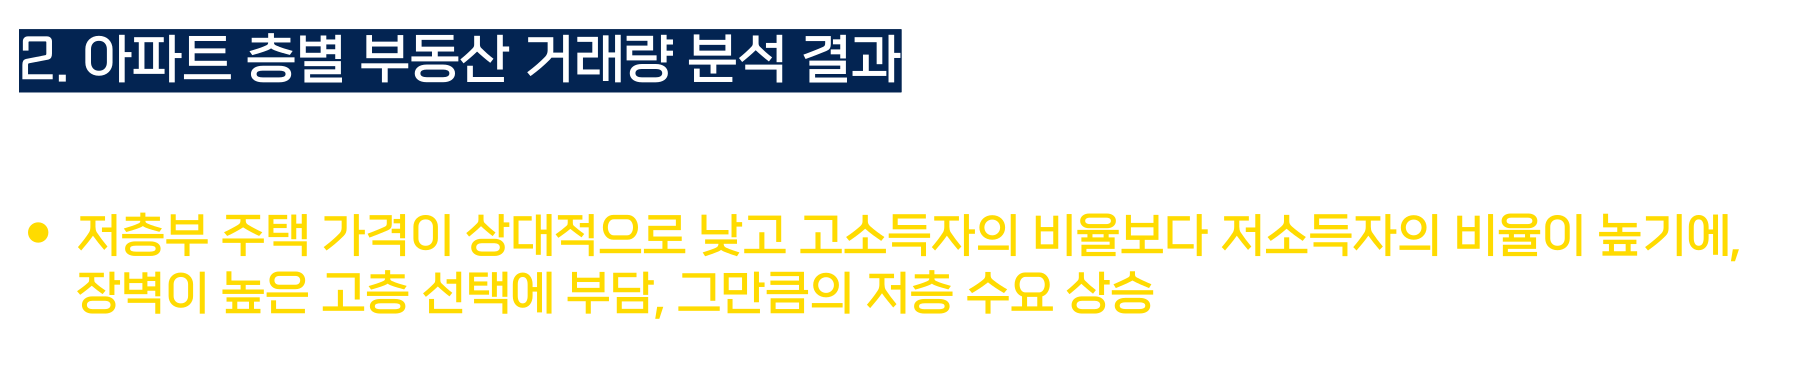 2. 아파트 층별 부동산 거래량 분석 결과
• 저층부 주택 가격이 상대적으로 낮고 고소득자의 비율보다 저소득자의 비율이 높기에,
장벽이 높은 고층 선택에 부담, 그만큼의 저층 수요 상승